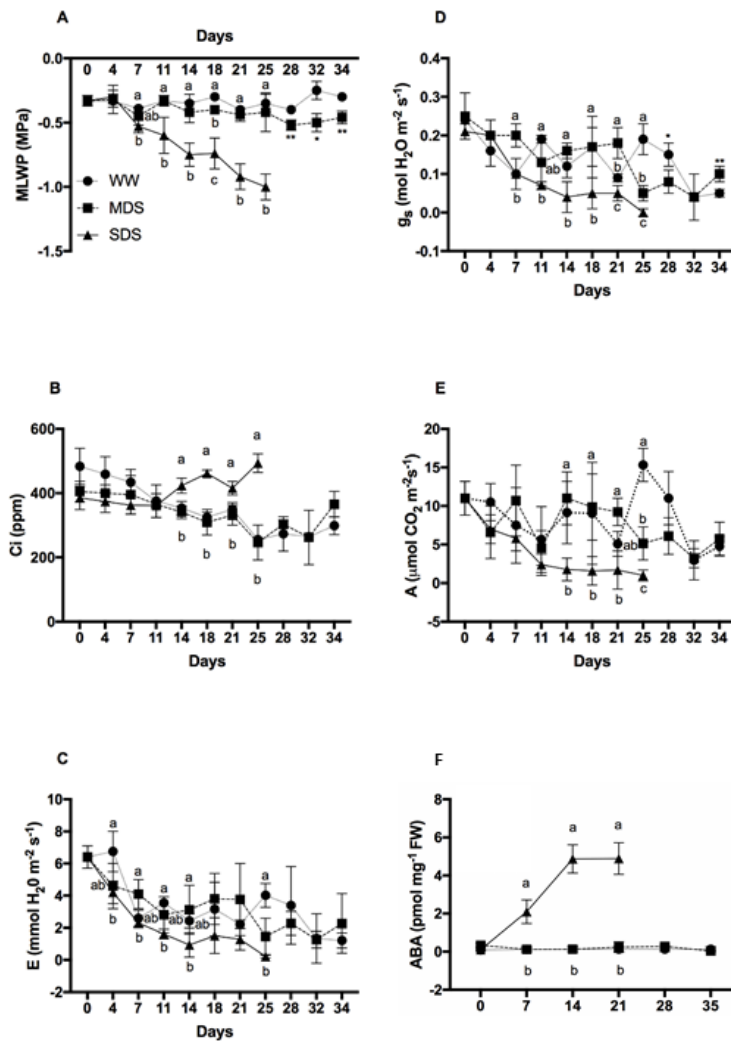 A
Days
0 4 7 11 14 18 21 25 28 32 34
0.0
-0.5
-1.0
-1.5
MLWP (MPa)
a a a a a
ab
b b b c b b
** * **
WW
MDS
SDS
D
0.4
0.3
0.2
0.1
0.0
-0.1
gs (mol H2O m-2 s-1)
a a a a a a * **
ab b b
b b b b c c
0 4 7 11 14 18 21 25 28 32 34
Days
B
600
400
200
0
Ci (ppm)
a a a a
b b b b
0 4 7 11 14 18 21 25 28 32 34
Days
E
20
15
10
5
0
-5
A (μmol CO2 m-2s-1)
a a a a
ab b
b b b c
0 4 7 11 14 18 21 25 28 32 34
Days
C
10
8
6
4
2
0
-2
E (mmol H20 m-2 s-1)
a a a a a
ab ab ab ab
b b b b b
0 4 7 11 14 18 21 25 28 32 34
Days
F
8
6
4
2
0
-2
ABA (pmol mg-1 FW)
a a a
b b b
0 7 14 21 28 35